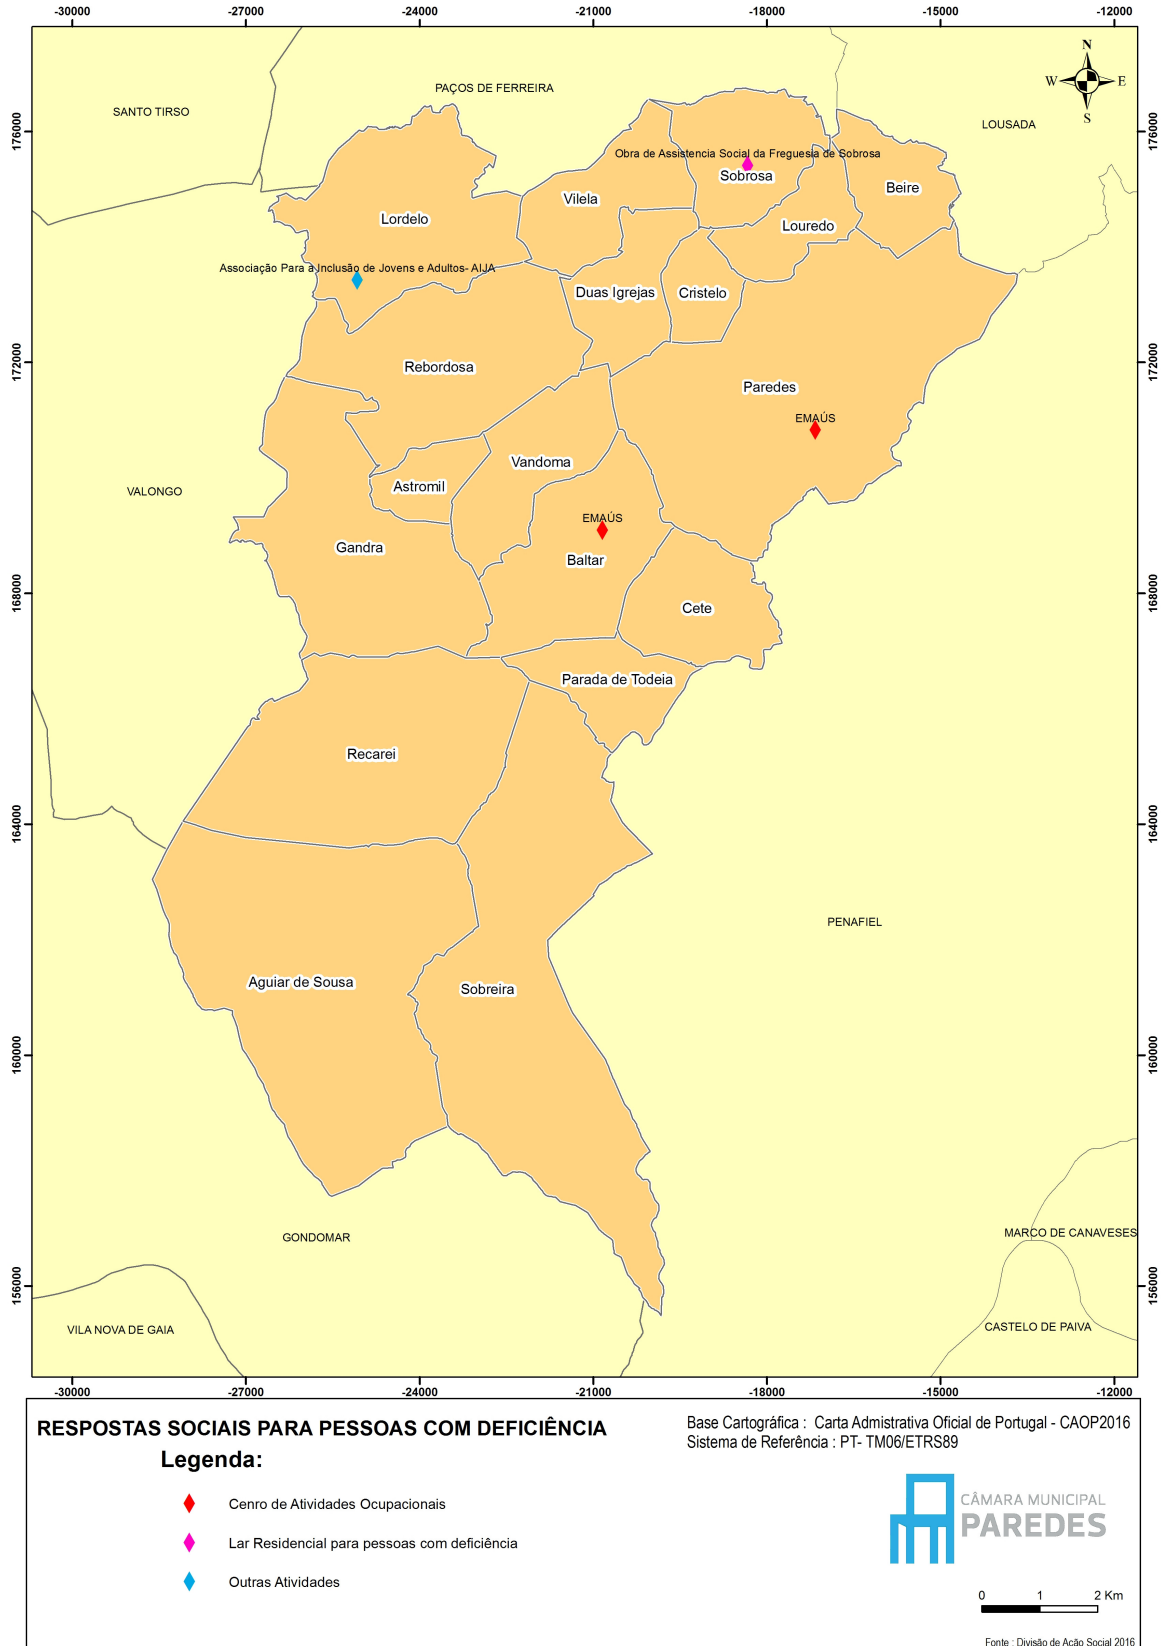 -30000 -27000 -24000 -21000 -18000 -15000 -12000
N
W E
S
PAÇOS DE FERREIRA
SANTO TIRSO
LOUSADA
176000 176000
Obra de Assistencia Social da Freguesia de Sobrosa
Sobrosa
Beire
Vilela
Lordelo
Louredo
Associação Para a Inclusão de Jovens e Adultos- AIJA
Duas Igrejas
Cristelo
172000 172000
Rebordosa
Paredes
EMAÚS
Vandoma
Astromil
VALONGO
EMAÚS
Gandra
Baltar
168000 168000
Cete
Parada de Todeia
Recarei
164000 164000
PENAFIEL
Aguiar de Sousa
Sobreira
160000 160000
GONDOMAR
MARCO DE CANAVESES
156000 156000
VILA NOVA DE GAIA
CASTELO DE PAIVA
-30000 -27000 -24000 -21000 -18000 -15000 -12000
RESPOSTAS SOCIAIS PARA PESSOAS COM DEFICIÊNCIA
Legenda:
Cenro de Atividades Ocupacionais
Lar Residencial para pessoas com deficiência
Outras Atividades
Base Cartográfica : Carta Admistrativa Oficial de Portugal - CAOP2016
Sistema de Referência : PT- TM06/ETRS89
CÂMARA MUNICIPAL
PAREDES
0 1 2 Km
Fonte : Divisão de Ação Social 2016